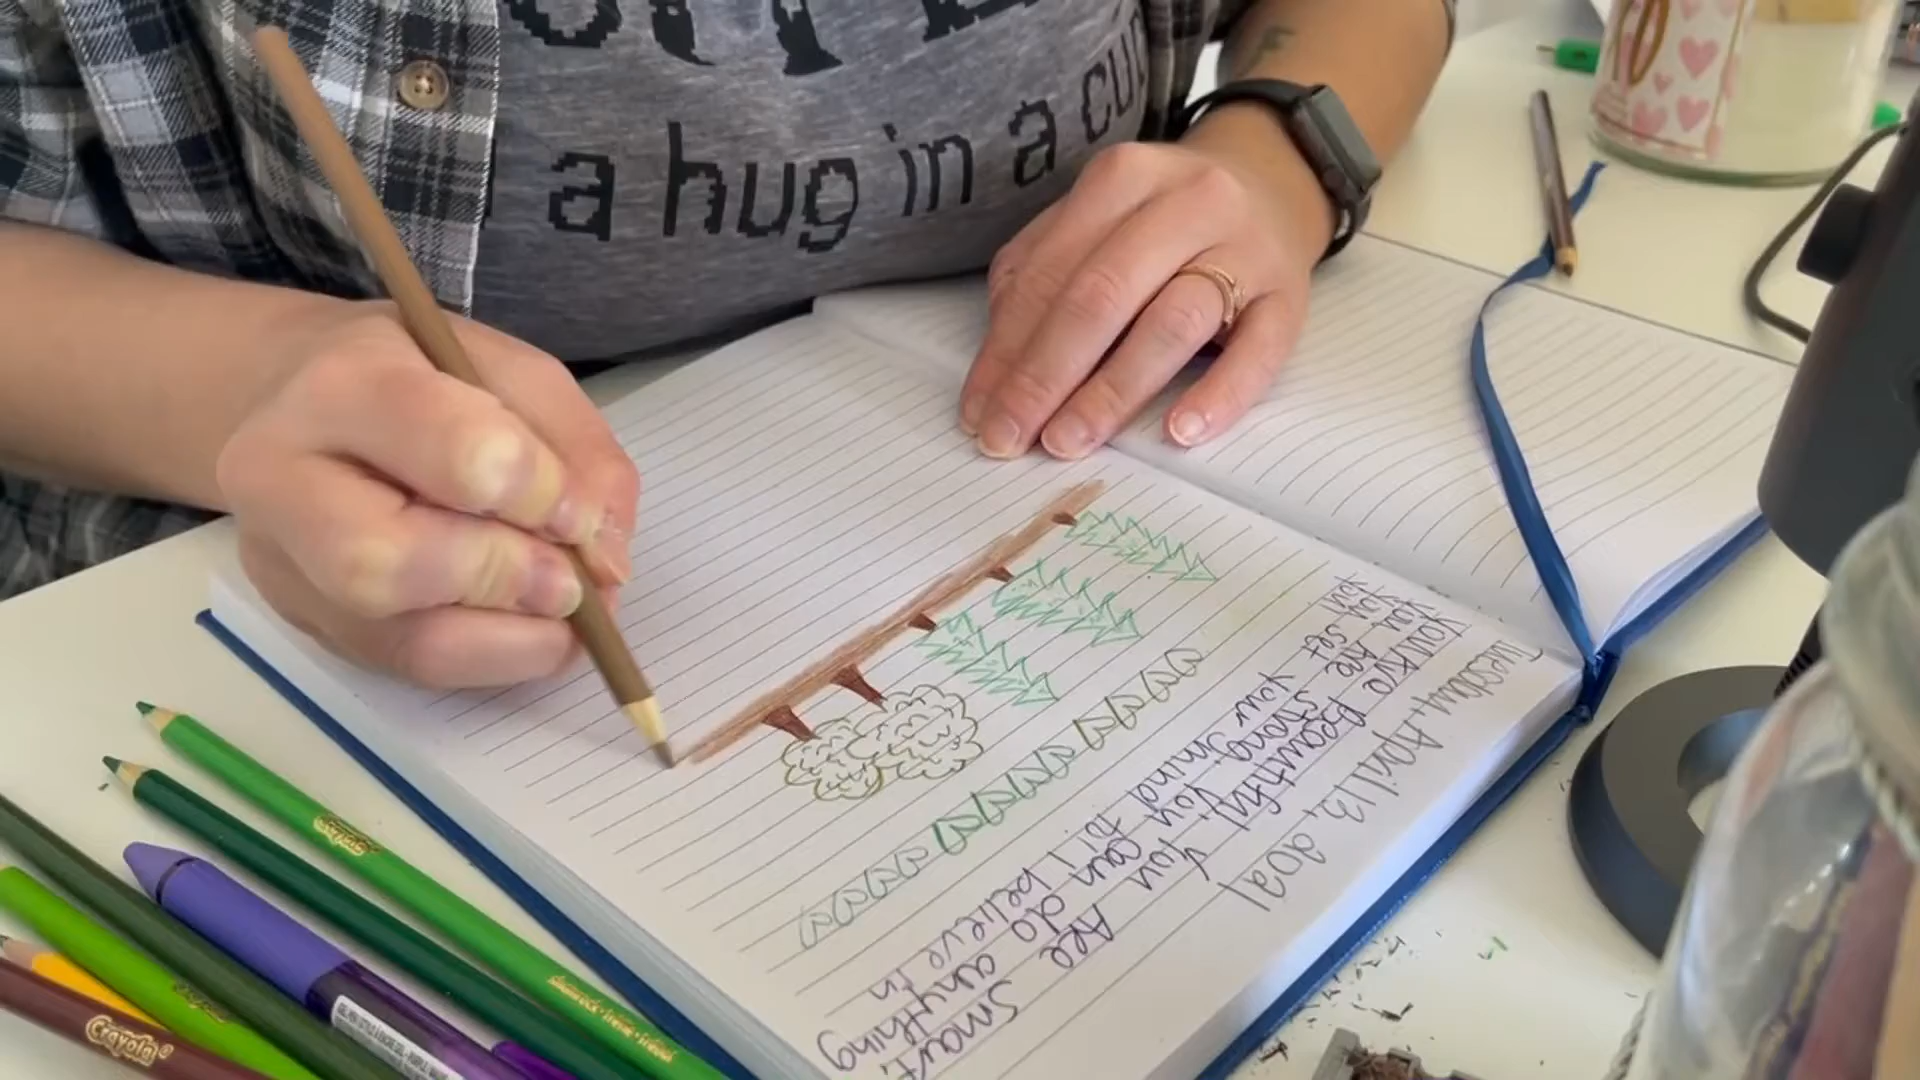 a hug in a cu
Tuesday, April 13, 2021
You're Beautiful! You Are Smart.
You Are strong. You can do anything
you set your mind to! I believe in
you
Crayola
Crayola